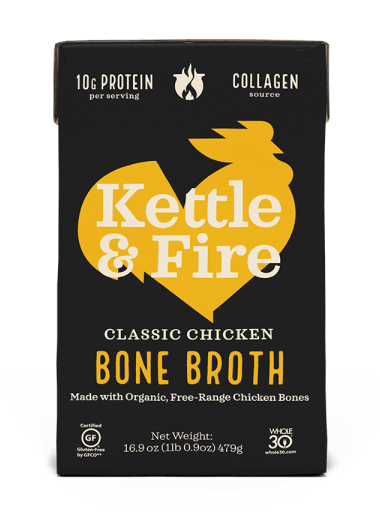 10G PROTEIN
per serving
COLLAGEN
source
Kettle
& Fire
CLASSIC CHICKEN
BONE BROTH
Made with Organic, Free-Range Chicken Bones
Certified
GF
Gluten-Free
by GFCO**
Net Weight:
16.9 oz (1lb 0.9oz) 479g
WHOLE
30
whole30.com